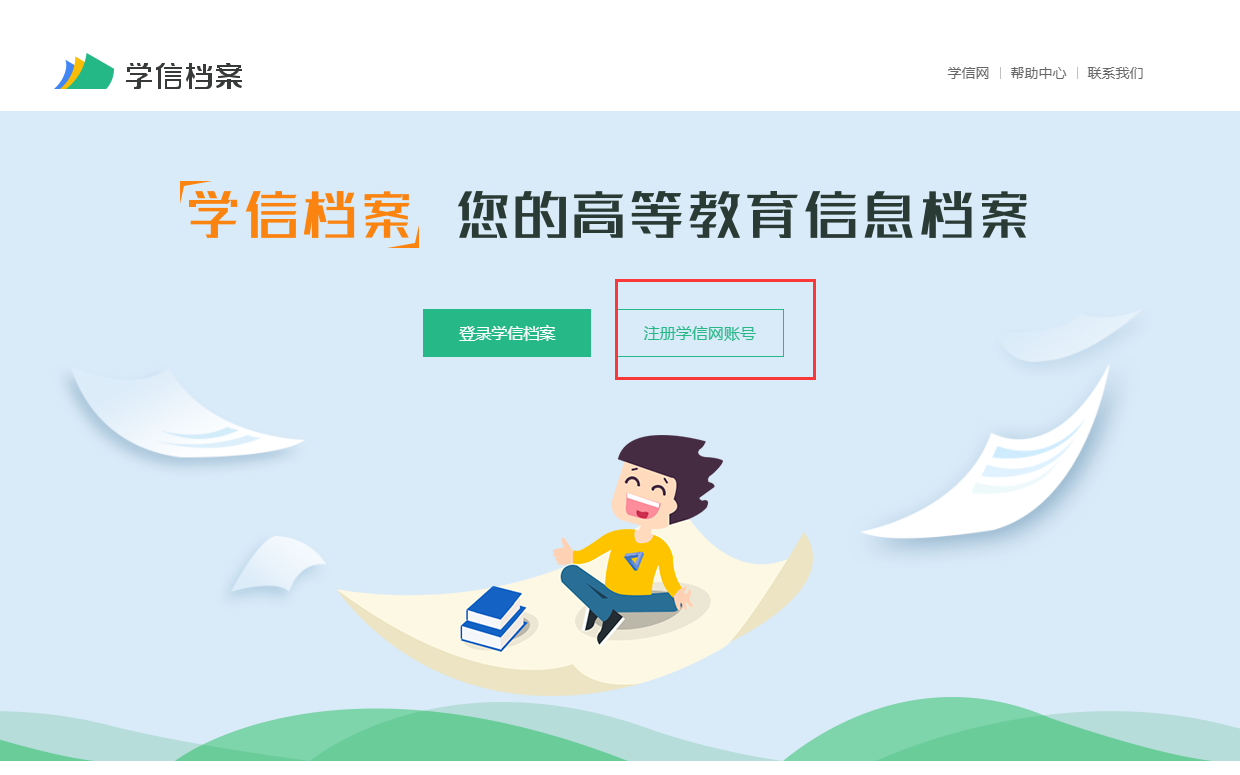 学信档案
学信网 | 帮助中心 | 联系我们
学信档案 您的高等教育信息档案
登录学信档案 注册学信网账号